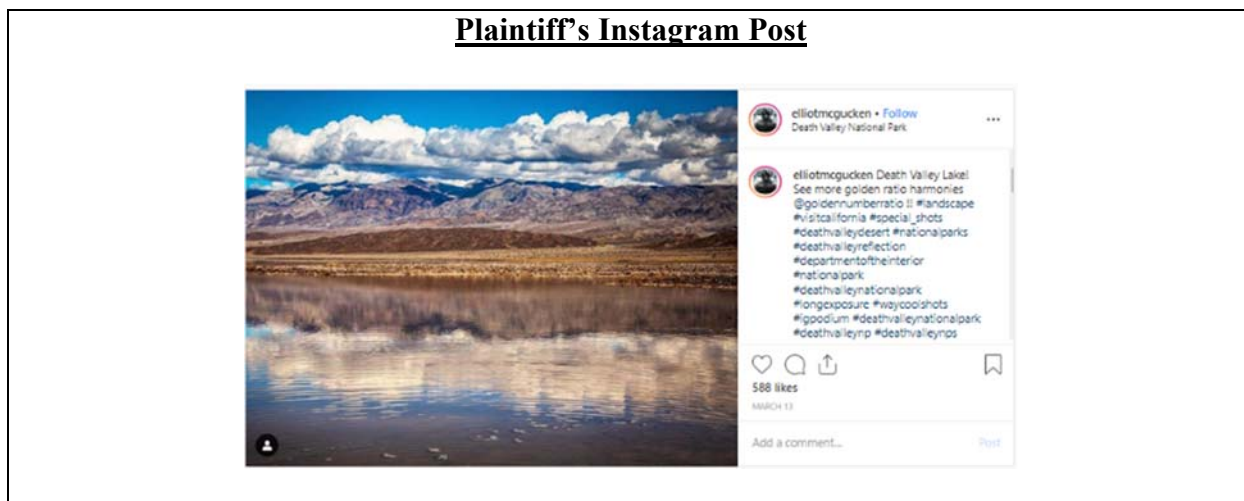 Plaintiff’s Instagram Post
elliotmcgucken • Follow
Death Valley National Park
elliotmcgucken Death Valley Lake!
See more golden ratio harmonies
@goldennumberratio !! #landscape
#visitcalifornia #special_shots
#deathvalleydesert #nationalparks
#deathvalleyreflection
#departmentoftheinterior
#nationalpark
#deathvalleynationalpark
#longexposure #waycoolshots
#igpodium #deathvalleynationalpark
#deathvalleynp #deathvalleynps
588 likes
MARCH 13
Add a comment...
Post